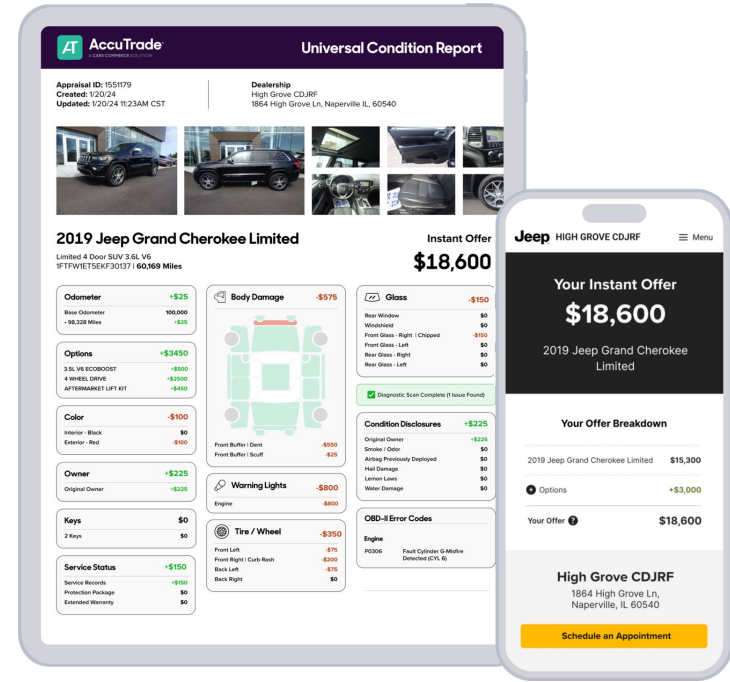 AT AccuTrade
A CARS COMMERCE SOLUTION
Universal Condition Report
Appraisal ID: 1551179
Created: 1/20/24
Updated: 1/20/24 11:23AM CST
Dealership
High Grove CDJRF
1864 High Grove Ln, Naperville IL, 60540
2019 Jeep Grand Cherokee Limited
Limited 4 Door SUV 3.6L V6
1FTFW1ET5EKF30137 | 60,169 Miles
Instant Offer
$18,600
Odometer +$25
Base Odometer 100,000
• 98,328 Miles +$25
Options +$3450
3.5L V6 ECOBOOST +$500
4 WHEEL DRIVE +$2500
AFTERMARKET LIFT KIT +$450
Color -$100
Interior - Black $0
Exterior - Red -$100
Owner +$225
Original Owner +$225
Keys $0
2 Keys $0
Service Status +$150
Service Records +$150
Protection Package $0
Extended Warranty $0
Body Damage -$575
Front Buffer | Dent -$550
Front Buffer | Scuff -$25
Warning Lights -$800
Engine -$800
Tire / Wheel -$350
Front Left -$75
Front Right | Curb Rash -$200
Back Left -$75
Back Right $0
Glass -$150
Rear Window $0
Windshield $0
Front Glass - Right | Chipped -$150
Front Glass - Left $0
Rear Glass - Right $0
Rear Glass - Left $0
Diagnostic Scan Complete (1 Issue Found)
Condition Disclosures +$225
Original Owner +$225
Smoke / Odor $0
Airbag Previously Deployed $0
Hail Damage $0
Lemon Laws $0
Water Damage $0
OBD-II Error Codes
Engine
P0306 Fault Cylinder G-Misfire
Detected (CYL 6)
Jeep HIGH GROVE CDJRF Menu
Your Instant Offer
$18,600
2019 Jeep Grand Cherokee
Limited
Your Offer Breakdown
2019 Jeep Grand Cherokee Limited $15,300
Options +$3,000
Your Offer ? $18,600
High Grove CDJRF
1864 High Grove Ln,
Naperville, IL 60540
Schedule an Appointment